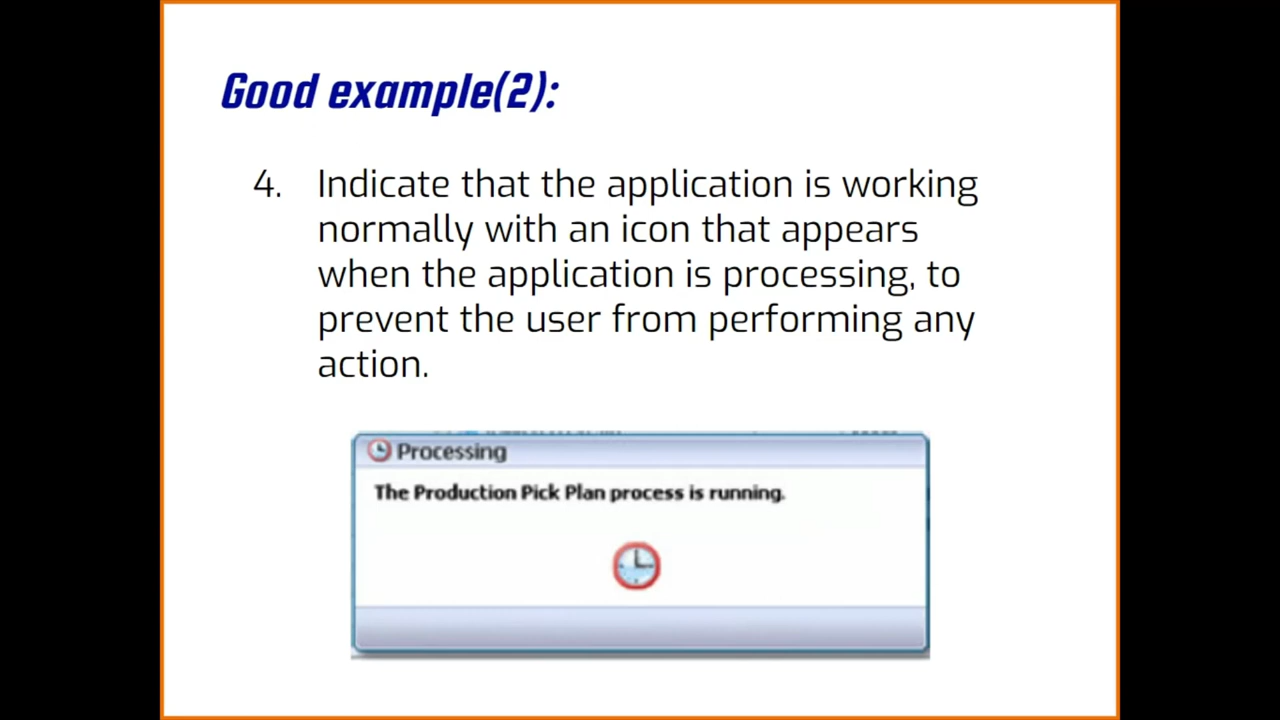 Good example(2):
4. Indicate that the application is working
normally with an icon that appears
when the application is processing, to
prevent the user from performing any
action.
Processing
The Production Pick Plan process is running.